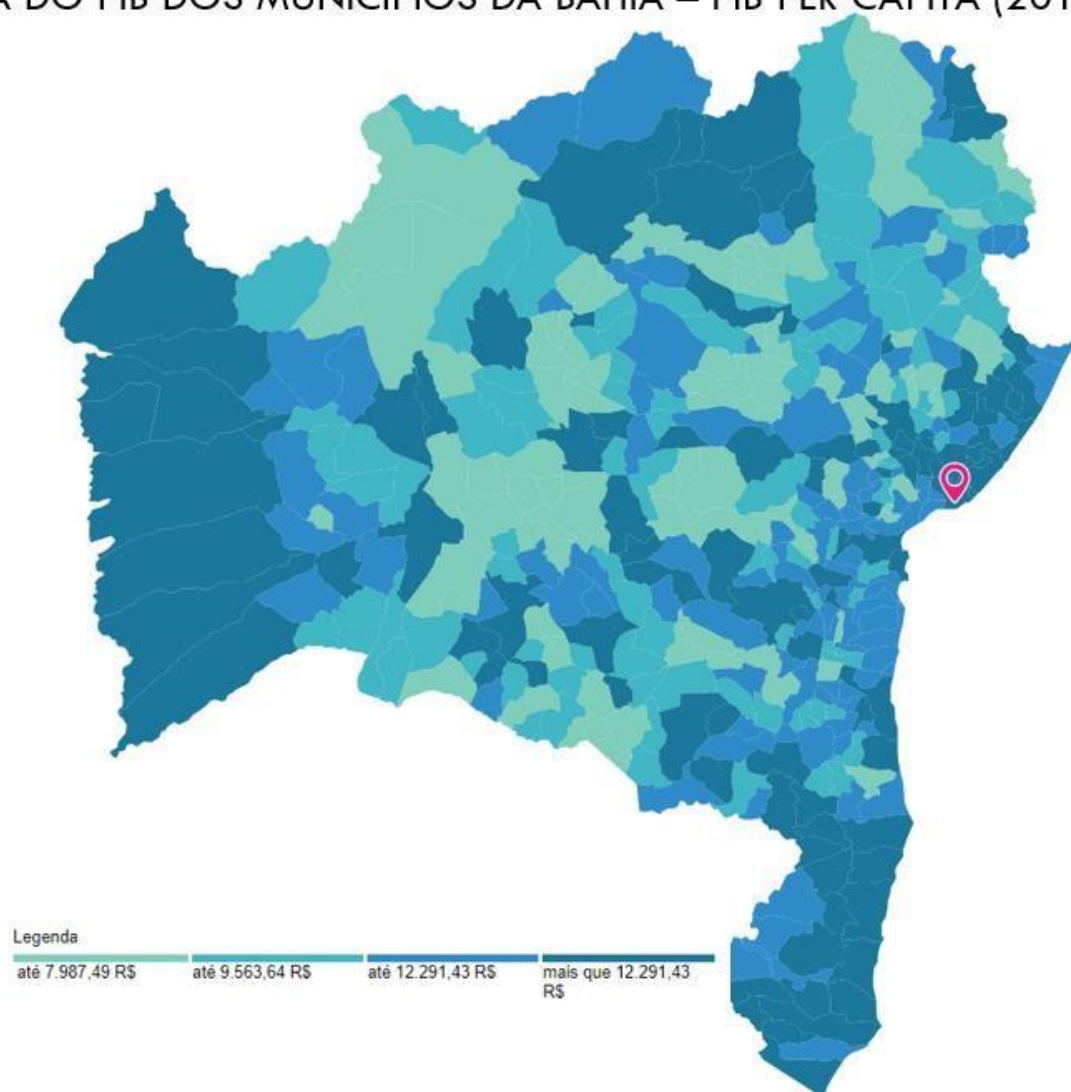 DO PIB DOS MUNICÍPIOS DA BAHIA – PIB PER CAPITA (201
Legenda
até 7.987,49 R$
até 9.563,64 R$
até 12.291,43 R$
mais que 12.291,43
R$